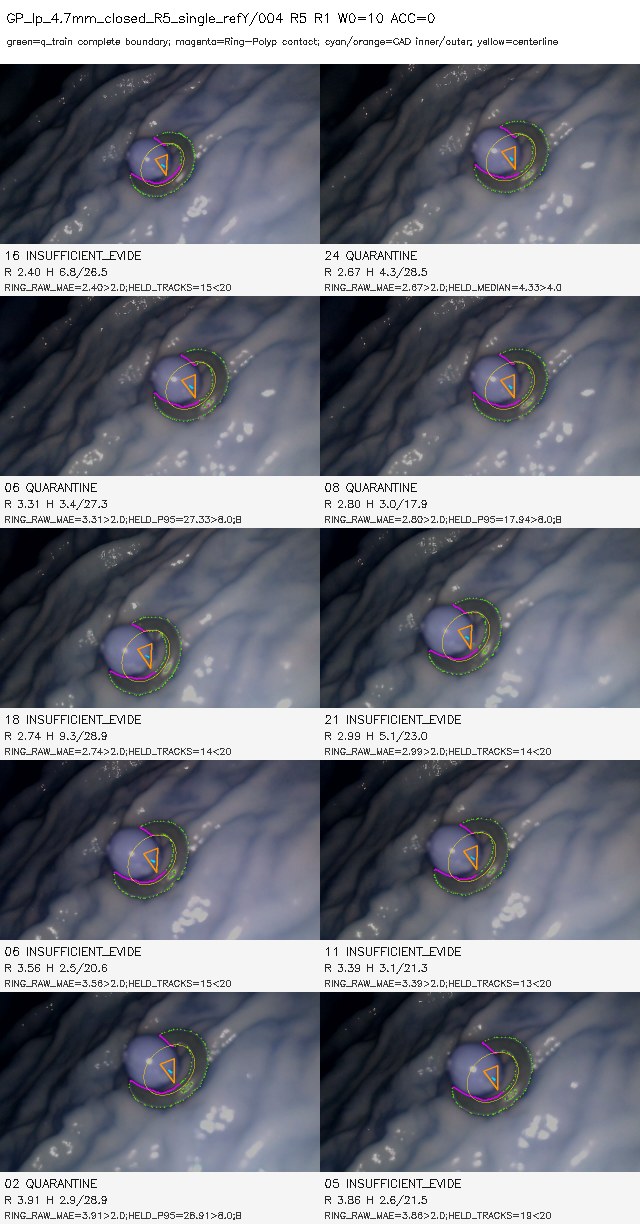 GP_Ip_4.7mm_closed_R5_single_refY/004 R5 R1 W0=10 ACC=0
green=q_train complete boundary; magenta=Ring-Polyp contact; cyan/orange=CAD inner/outer; yellow=centerline
16 INSUFFICIENT_EVIDE
R 2.40 H 6.8/26.5
RING_RAW_MAE=2.40>2.0;HELD_TRACKS=15<20
24 QUARANTINE
R 2.67 H 4.3/28.5
RING_RAW_MAE=2.67>2.0;HELD_MEDIAN=4.33>4.0
06 QUARANTINE
R 3.31 H 3.4/27.3
RING_RAW_MAE=3.31>2.0;HELD_P95=27.33>8.0;B
08 QUARANTINE
R 2.80 H 3.0/17.9
RING_RAW_MAE=2.80>2.0;HELD_P95=17.94>8.0;B
18 INSUFFICIENT_EVIDE
R 2.74 H 9.3/28.9
RING_RAW_MAE=2.74>2.0;HELD_TRACKS=14<20
21 INSUFFICIENT_EVIDE
R 2.99 H 5.1/23.0
RING_RAW_MAE=2.99>2.0;HELD_TRACKS=14<20
06 INSUFFICIENT_EVIDE
R 3.56 H 2.5/20.6
RING_RAW_MAE=3.56>2.0;HELD_TRACKS=15<20
11 INSUFFICIENT_EVIDE
R 3.39 H 3.1/21.3
RING_RAW_MAE=3.39>2.0;HELD_TRACKS=13<20
02 QUARANTINE
R 3.91 H 2.9/28.9
RING_RAW_MAE=3.91>2.0;HELD_P95=28.91>8.0;B
05 INSUFFICIENT_EVIDE
R 3.86 H 2.6/21.5
RING_RAW_MAE=3.86>2.0;HELD_TRACKS=19<20